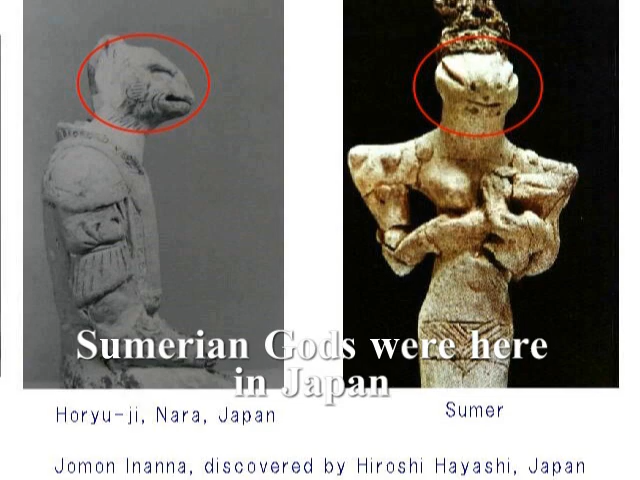 Sumerian Gods were here
in Japan
Horyu-ji, Nara, Japan
Sumer
Jomon Inanna, discovered by Hiroshi Hayashi, Japan